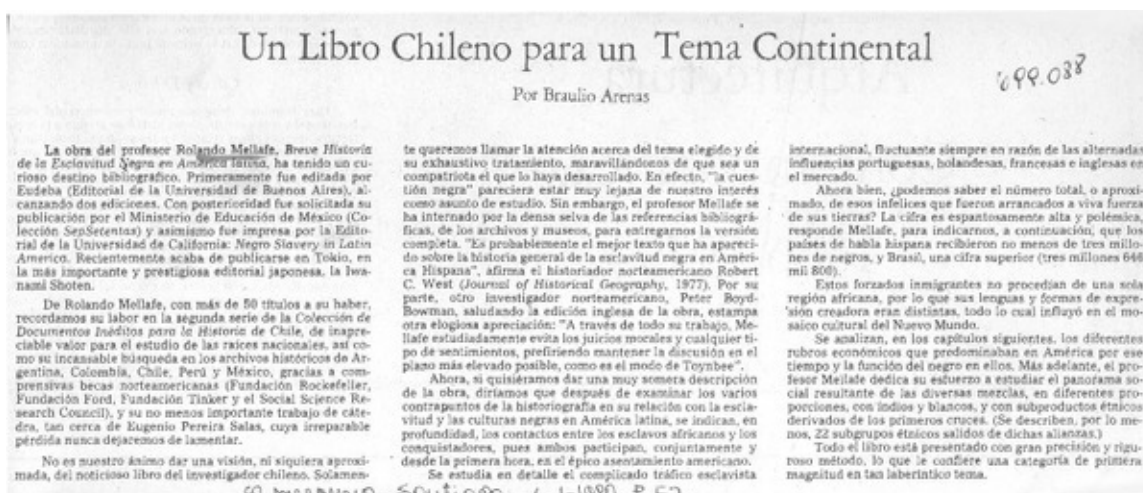 Un Libro Chileno para un Tema Continental
Por Braulio Arenas
699.038
La obra del profesor Rolando Mellafe, Breve Historia
de la Esclavitud Negra en América latina, ha tenido un cu-
rioso destino bibliográfico. Primeramente fue editada por
Eudeba (Editorial de la Universidad de Buenos Aires), al-
canzando dos ediciones. Con posterioridad fue solicitada su
publicación por el Ministerio de Educación de México (Co-
lección SepSetentas) y asimismo fue impresa por la Edito-
rial de la Universidad de California: Negro Slavery in Latin
America. Recientemente acaba de publicarse en Tokio, en
la más importante y prestigiosa editorial japonesa, la Iwa-
nami Shoten.
De Rolando Mellafe, con más de 50 títulos a su haber,
recordamos su labor en la segunda serie de la Colección de
Documentos Inéditos para la Historia de Chile, de inapre-
ciable valor para el estudio de las raíces nacionales, así co-
mo su incansable búsqueda en los archivos históricos de Ar-
gentina, Colombia, Chile, Perú y México, gracias a com-
prensivas becas norteamericanas (Fundación Rockefeller,
Fundación Ford, Fundación Tinker y el Social Science Re-
search Council), y su no menos importante trabajo de cáte-
dra, tan cerca de Eugenio Pereira Salas, cuya irreparable
pérdida nunca dejaremos de lamentar.
No es nuestro ánimo dar una visión, ni siquiera aproxi-
mada, del noticioso libro del investigador chileno. Solamen-
te queremos llamar la atención acerca del tema elegido y de
su exhaustivo tratamiento, maravillándonos de que sea un
compatriota el que lo haya desarrollado. En efecto, "la cues-
tión negra" pareciera estar muy lejana de nuestro interés
como asunto de estudio. Sin embargo, el profesor Mellafe se
ha internado por la densa selva de las referencias bibliográ-
ficas, de los archivos y museos, para entregarnos la versión
completa. "Es probablemente el mejor texto que ha apareci-
do sobre la historia general de la esclavitud negra en Améri-
ca Hispana", afirma el historiador norteamericano Robert
C. West (Journal of Historical Geography, 1977). Por su
parte, otro investigador norteamericano, Peter Boyd-
Bowman, saludando la edición inglesa de la obra, estampa
otra elogiosa apreciación: "A través de todo su trabajo, Me-
llafe estudiadamente evita los juicios morales y cualquier ti-
po de sentimientos, prefiriendo mantener la discusión en el
plano más elevado posible, como es el modo de Toynbee".
Ahora, si quisiéramos dar una muy somera descripción
de la obra, diríamos que después de examinar los varios
contrapuntos de la historiografía en su relación con la escla-
vitud y las culturas negras en América latina, se indican, en
profundidad, los contactos entre los esclavos africanos y los
conquistadores, pues ambos participan, conjuntamente y
desde la primera hora, en el épico asentamiento americano.
Se estudia en detalle el complicado tráfico esclavista
internacional, fluctuante siempre en razón de las alternadas
influencias portuguesas, holandesas, francesas e inglesas en
el mercado.
Ahora bien, ¿podemos saber el número total, o aproxi-
mado, de esos infelices que fueron arrancados a viva fuerza
de sus tierras? La cifra es espantosamente alta y polémica,
responde Mellafe, para indicarnos, a continuación, que los
países de habla hispana recibieron no menos de tres millo-
nes de negros, y Brasil, una cifra superior (tres millones 646
mil 800).
Estos forzados inmigrantes no procedían de una sola
región africana, por lo que sus lenguas y formas de expre-
sión creadora eran distintas, todo lo cual influyó en el mo-
saico cultural del Nuevo Mundo.
Se analizan, en los capítulos siguientes, los diferentes
rubros económicos que predominaban en América por ese
tiempo y la función del negro en ellos. Más adelante, el pro-
fesor Mellafe dedica su esfuerzo a estudiar el panorama so-
cial resultante de las diversas mezclas, en diferentes pro-
porciones, con indios y blancos, y con subproductos étnicos
derivados de los primeros cruces. (Se describen, por lo me-
nos, 22 subgrupos étnicos salidos de dichas alianzas.)
Todo el libro está presentado con gran precisión y rigu-
roso método, lo que le confiere una categoría de primera
magnitud en tan laberíntico tema.